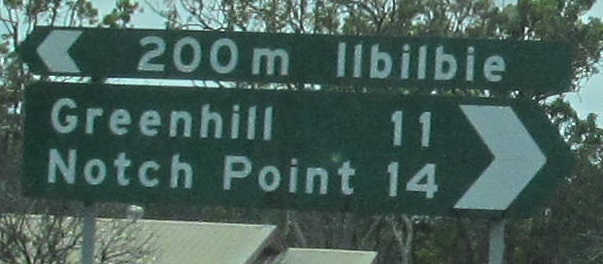 200m Ilbilbie
Greenhill 11
Notch Point 14